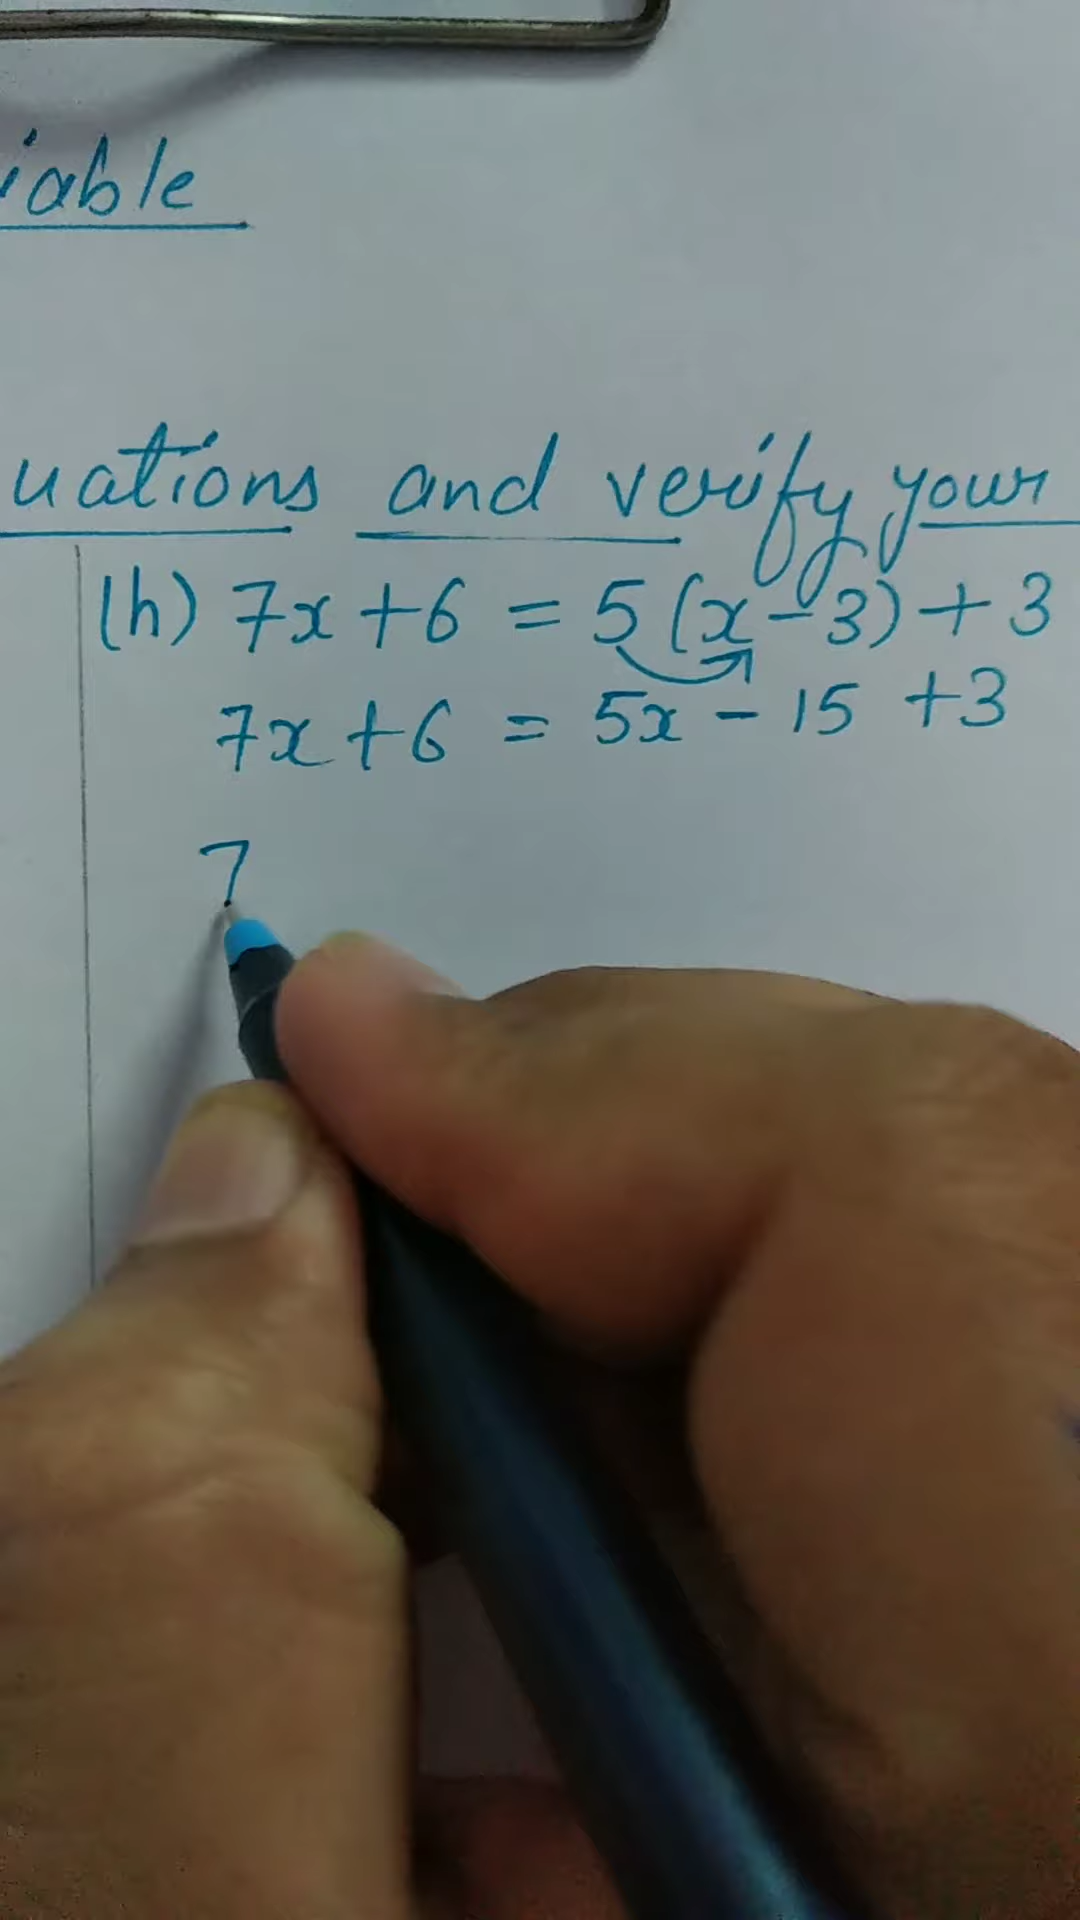 iable
uations and verify your
(h) 7x + 6 = 5(x - 3) + 3
7x + 6 = 5x - 15 + 3
7